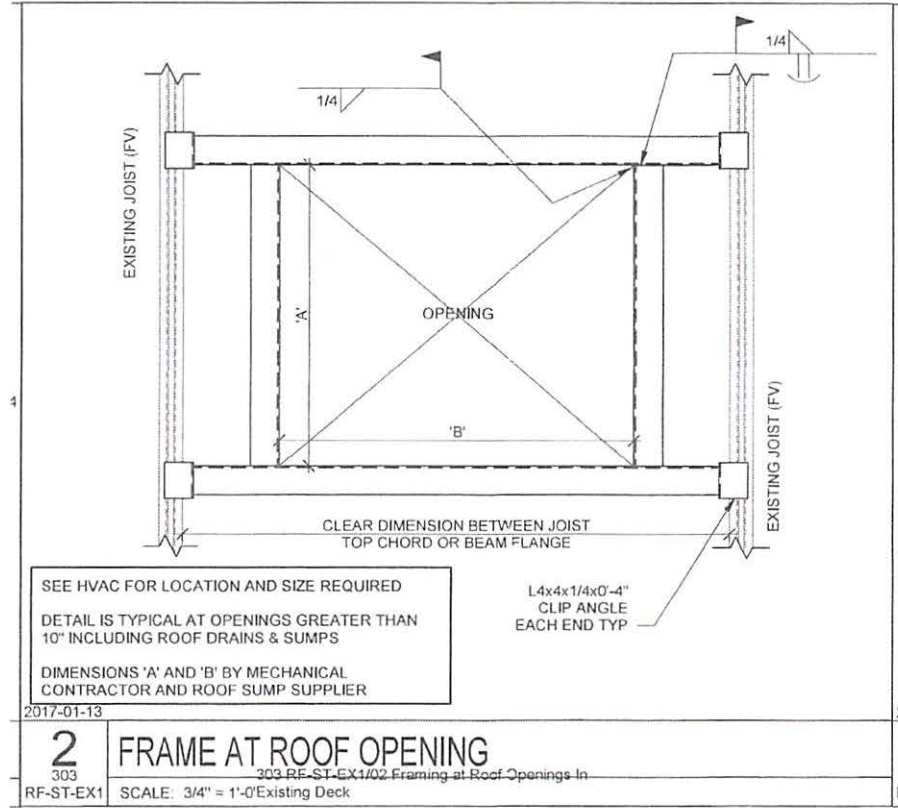 1/4
1/4
EXISTING JOIST (FV)
'A'
OPENING
'B'
EXISTING JOIST (FV)
CLEAR DIMENSION BETWEEN JOIST
TOP CHORD OR BEAM FLANGE
L4x4x1/4x0'-4"
CLIP ANGLE
EACH END TYP
SEE HVAC FOR LOCATION AND SIZE REQUIRED
DETAIL IS TYPICAL AT OPENINGS GREATER THAN
10" INCLUDING ROOF DRAINS & SUMPS
DIMENSIONS 'A' AND 'B' BY MECHANICAL
CONTRACTOR AND ROOF SUMP SUPPLIER
2017-01-13
2
303
RF-ST-EX1
FRAME AT ROOF OPENING
303 RF-ST-EX1/02 Framing at Roof Openings In
SCALE: 3/4" = 1'-0"Existing Deck
4